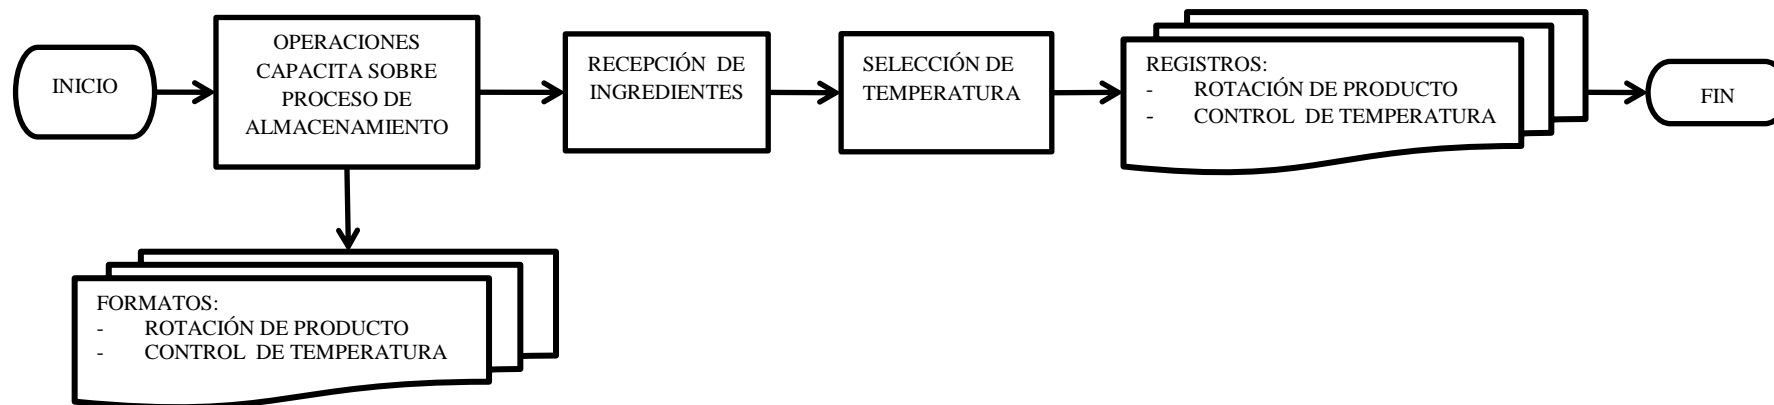 INICIO
OPERACIONES
CAPACITA SOBRE
PROCESO DE
ALMACENAMIENTO
RECEPCIÓN DE
INGREDIENTES
SELECCIÓN DE
TEMPERATURA
REGISTROS:
- ROTACIÓN DE PRODUCTO
- CONTROL DE TEMPERATURA
FIN
FORMATOS:
- ROTACIÓN DE PRODUCTO
- CONTROL DE TEMPERATURA